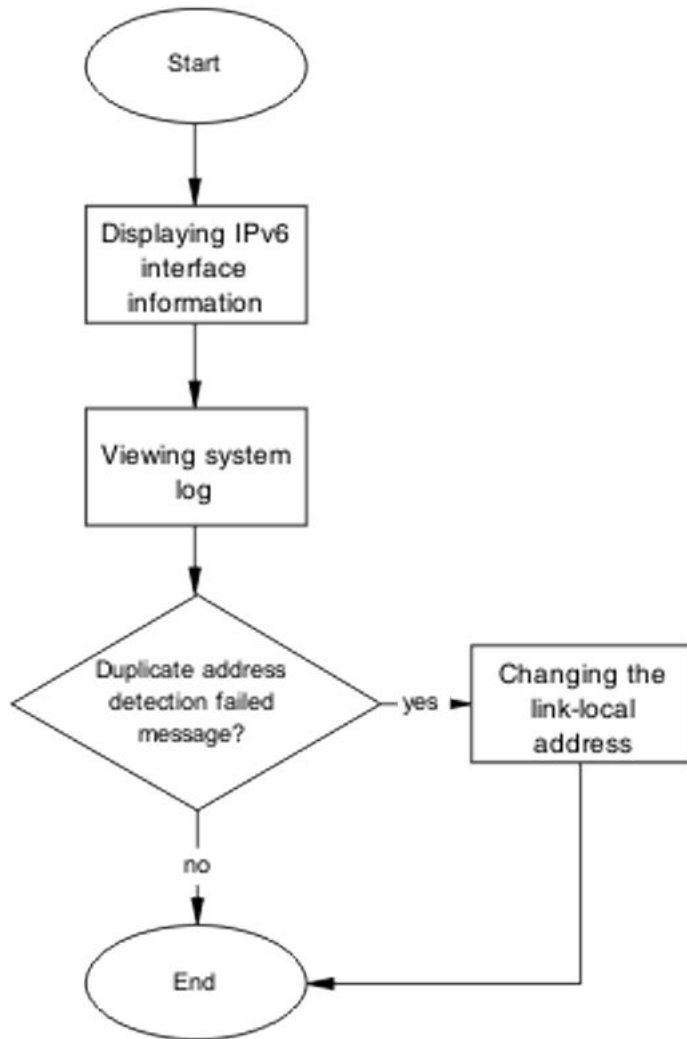 Start
Displaying IPv6
interface
information
Viewing system
log
Duplicate address
detection failed
message?
yes
Changing the
link-local
address
no
End